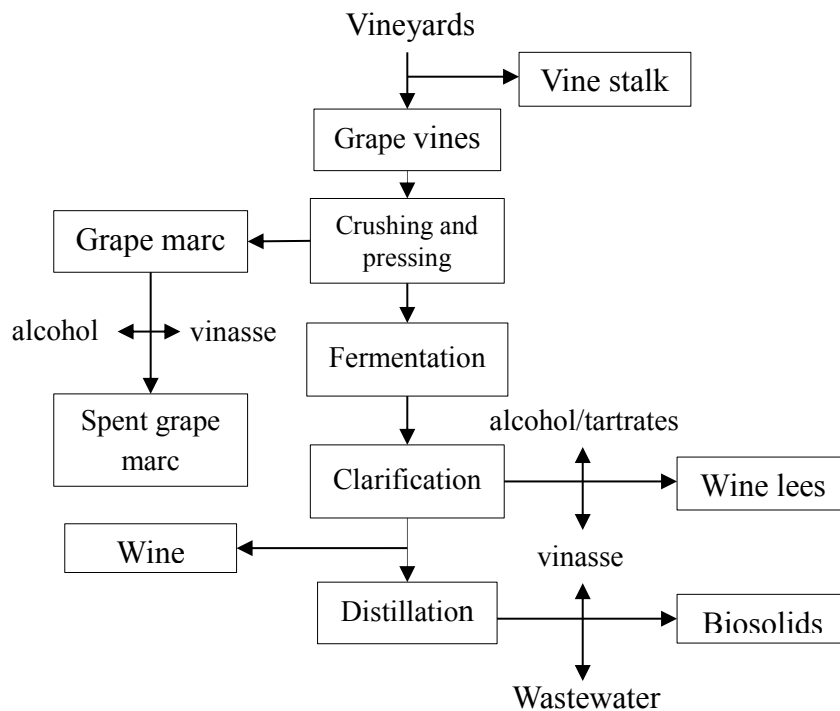 Vineyards
Vine stalk
Grape vines
Crushing and
pressing
Grape marc
alcohol
vinasse
Fermentation
Spent grape
marc
alcohol/tartrates
Clarification
Wine lees
Wine
vinasse
Distillation
Biosolids
Wastewater